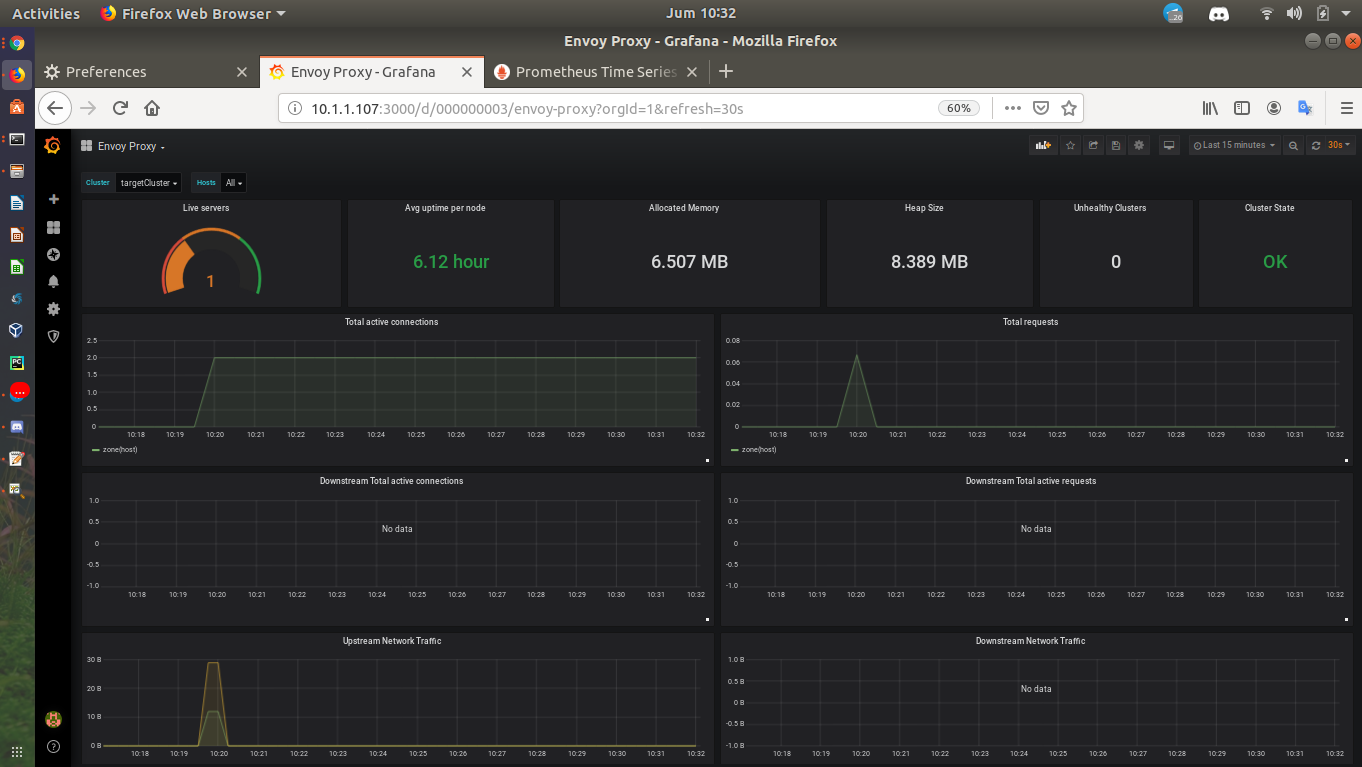 Activities Firefox Web Browser Jum 10:32 26
Envoy Proxy - Grafana - Mozilla Firefox
Preferences Envoy Proxy - Grafana Prometheus Time Series
10.1.1.107:3000/d/000000003/envoy-proxy?orgId=1&refresh=30s 60%
Envoy Proxy Last 15 minutes 30s
Cluster targetCluster Hosts All
Live servers Avg uptime per node Allocated Memory Heap Size Unhealthy Clusters Cluster State
1 6.12 hour 6.507 MB 8.389 MB 0 OK
Total active connections
2.5
2.0
1.5
1.0
0.5
0
10:18 10:19 10:20 10:21 10:22 10:23 10:24 10:25 10:26 10:27 10:28 10:29 10:30 10:31 10:32
zone(host)
Total requests
0.08
0.06
0.04
0.02
0
10:18 10:19 10:20 10:21 10:22 10:23 10:24 10:25 10:26 10:27 10:28 10:29 10:30 10:31 10:32
zone(host)
Downstream Total active connections
1.0
0.5
No data
0
-0.5
-1.0
10:18 10:19 10:20 10:21 10:22 10:23 10:24 10:25 10:26 10:27 10:28 10:29 10:30 10:31 10:32
Downstream Total active requests
1.0
0.5
No data
0
-0.5
-1.0
10:18 10:19 10:20 10:21 10:22 10:23 10:24 10:25 10:26 10:27 10:28 10:29 10:30 10:31 10:32
Upstream Network Traffic
30 B
20 B
10 B
0 B
10:18 10:19 10:20 10:21 10:22 10:23 10:24 10:25 10:26 10:27 10:28 10:29 10:30 10:31 10:32
Downstream Network Traffic
1.0 B
0.5 B
No data
0 B
-0.5 B
-1.0 B
10:18 10:19 10:20 10:21 10:22 10:23 10:24 10:25 10:26 10:27 10:28 10:29 10:30 10:31 10:32
PC